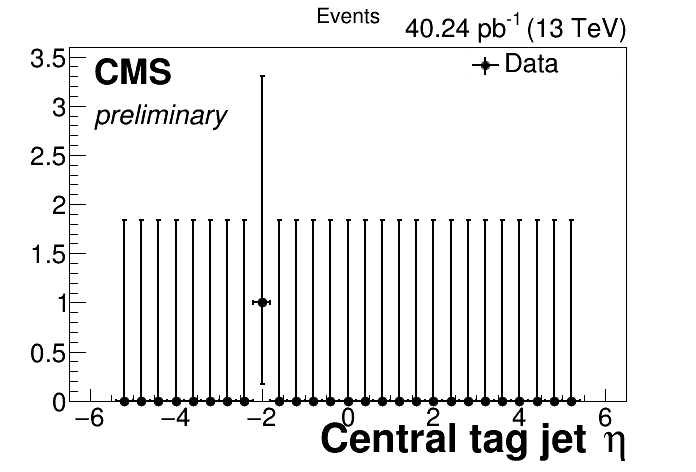 Events
40.24 pb-1 (13 TeV)
CMS
preliminary
Data
3.5
3
2.5
2
1.5
1
0.5
0
−6 −4 −2 0 2 4 6
Central tag jet η